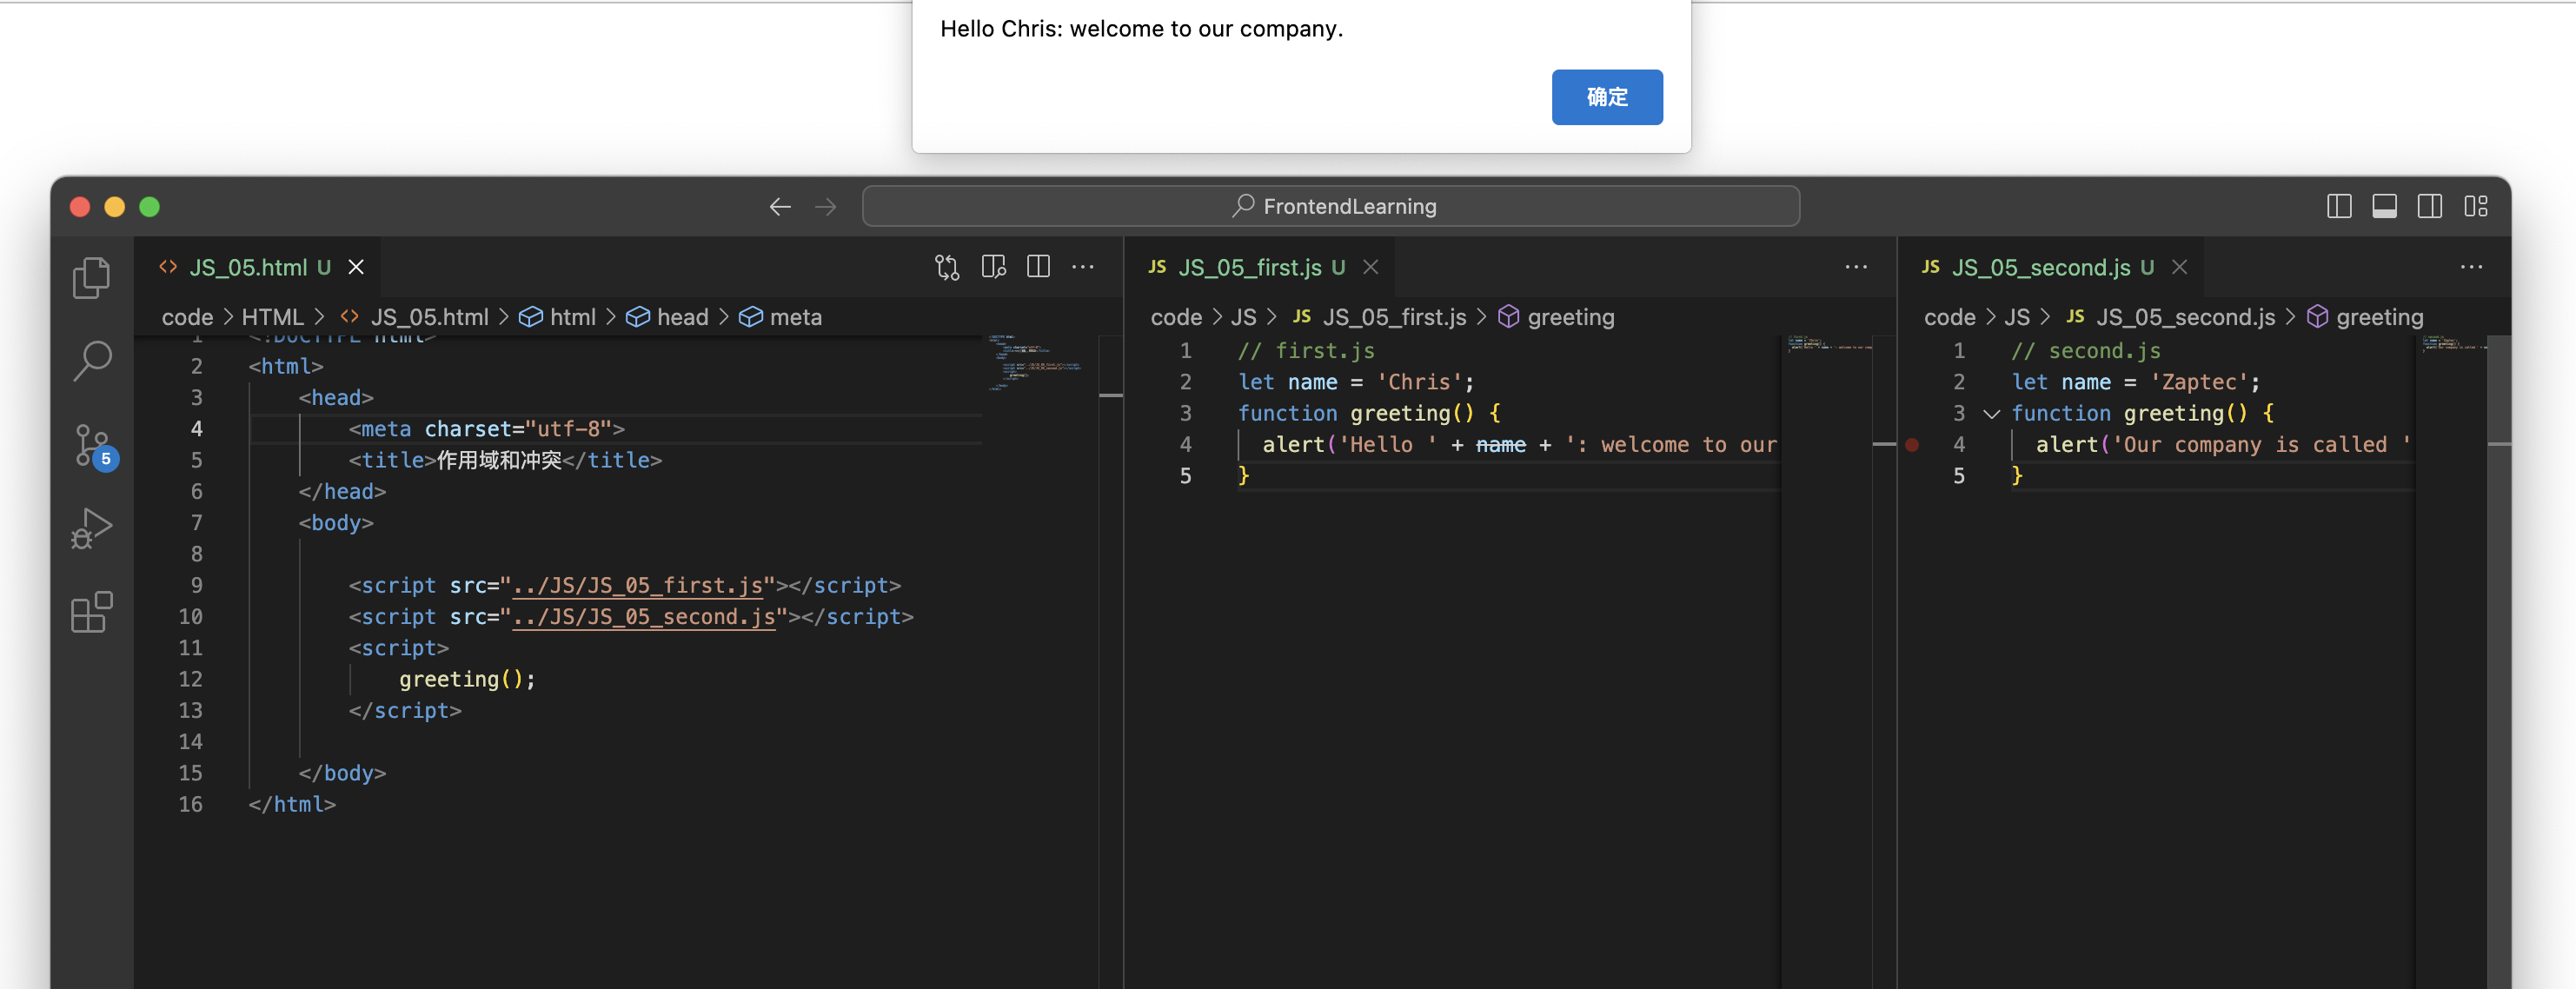 Hello Chris: welcome to our company.
确定
FrontendLearning
JS_05.html U
code > HTML > JS_05.html > html > head > meta
1 <!DOCTYPE html>
2 <html>
3 <head>
4 <meta charset="utf-8">
5 <title>作用域和冲突</title>
6 </head>
7 <body>
8
9 <script src="../JS/JS_05_first.js"></script>
10 <script src="../JS/JS_05_second.js"></script>
11 <script>
12 greeting();
13 </script>
14
15 </body>
16 </html>
5
JS JS_05_first.js U
code > JS > JS JS_05_first.js > greeting
1 // first.js
2 let name = 'Chris';
3 function greeting() {
4 alert('Hello ' + name + ': welcome to our
5 }
JS JS_05_second.js U
code > JS > JS JS_05_second.js > greeting
1 // second.js
2 let name = 'Zaptec';
3 function greeting() {
4 alert('Our company is called '
5 }